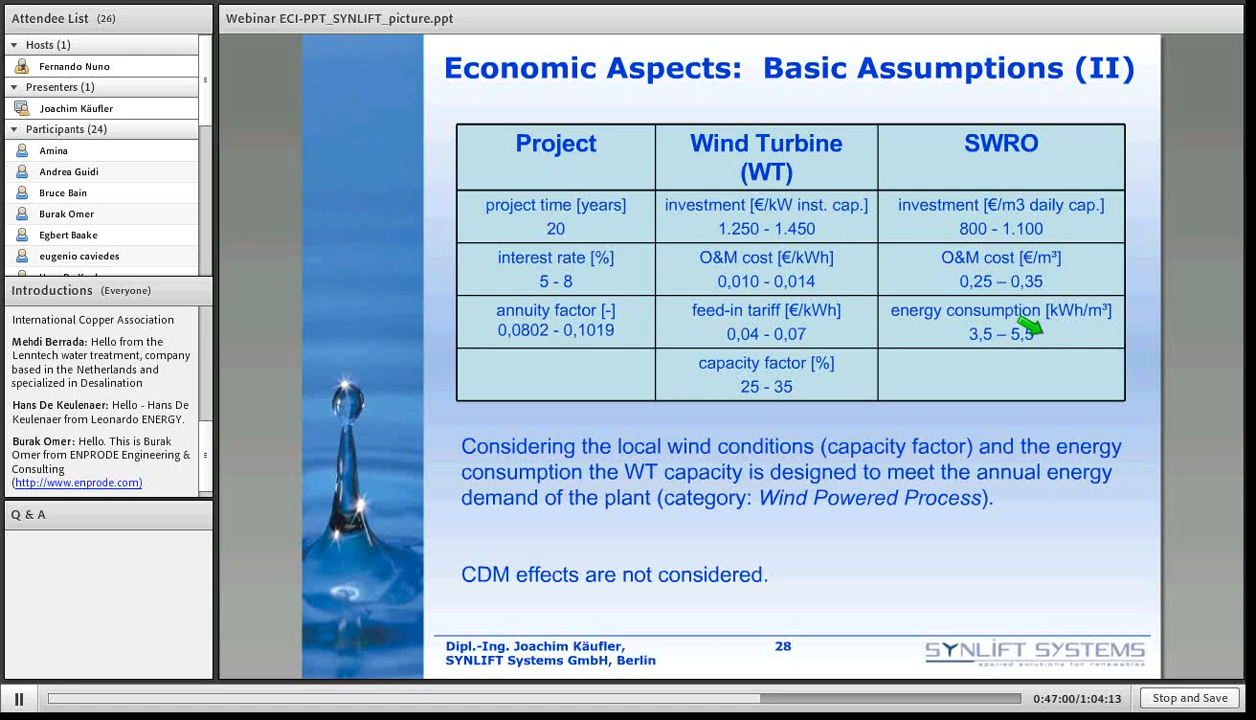 Attendee List (26)
Hosts (1)
Fernando Nuno
Presenters (1)
Joachim Käufler
Participants (24)
Amina
Andrea Guidi
Bruce Bain
Burak Omer
Egbert Baake
eugenio caviedes
Introductions (Everyone)
International Copper Association
Mehdi Berrada: Hello from the
Lenntech water treatment, company
based in the Netherlands and
specialized in Desalination
Hans De Keulenaer: Hello - Hans De
Keulenaer from Leonardo ENERGY.
Burak Omer: Hello. This is Burak
Omer from ENPRODE Engineering &
Consulting
(http://www.enprode.com)
Q & A
Webinar ECI-PPT_SYNLIFT_picture.ppt
Economic Aspects: Basic Assumptions (II)
Project
Wind Turbine
(WT)
SWRO
project time [years]
20
investment [€/kW inst. cap.]
1.250 - 1.450
investment [€/m3 daily cap.]
800 - 1.100
interest rate [%]
5 - 8
O&M cost [€/kWh]
0,010 - 0,014
O&M cost [€/m³]
0,25 – 0,35
annuity factor [-]
0,0802 - 0,1019
feed-in tariff [€/kWh]
0,04 - 0,07
energy consumption [kWh/m³]
3,5 – 5,5
capacity factor [%]
25 - 35
Considering the local wind conditions (capacity factor) and the energy
consumption the WT capacity is designed to meet the annual energy
demand of the plant (category: Wind Powered Process).
CDM effects are not considered.
Dipl.-Ing. Joachim Käufler,
SYNLIFT Systems GmbH, Berlin
28
SYNLIFT SYSTEMS
applied solutions for renewables
0:47:00/1:04:13
Stop and Save